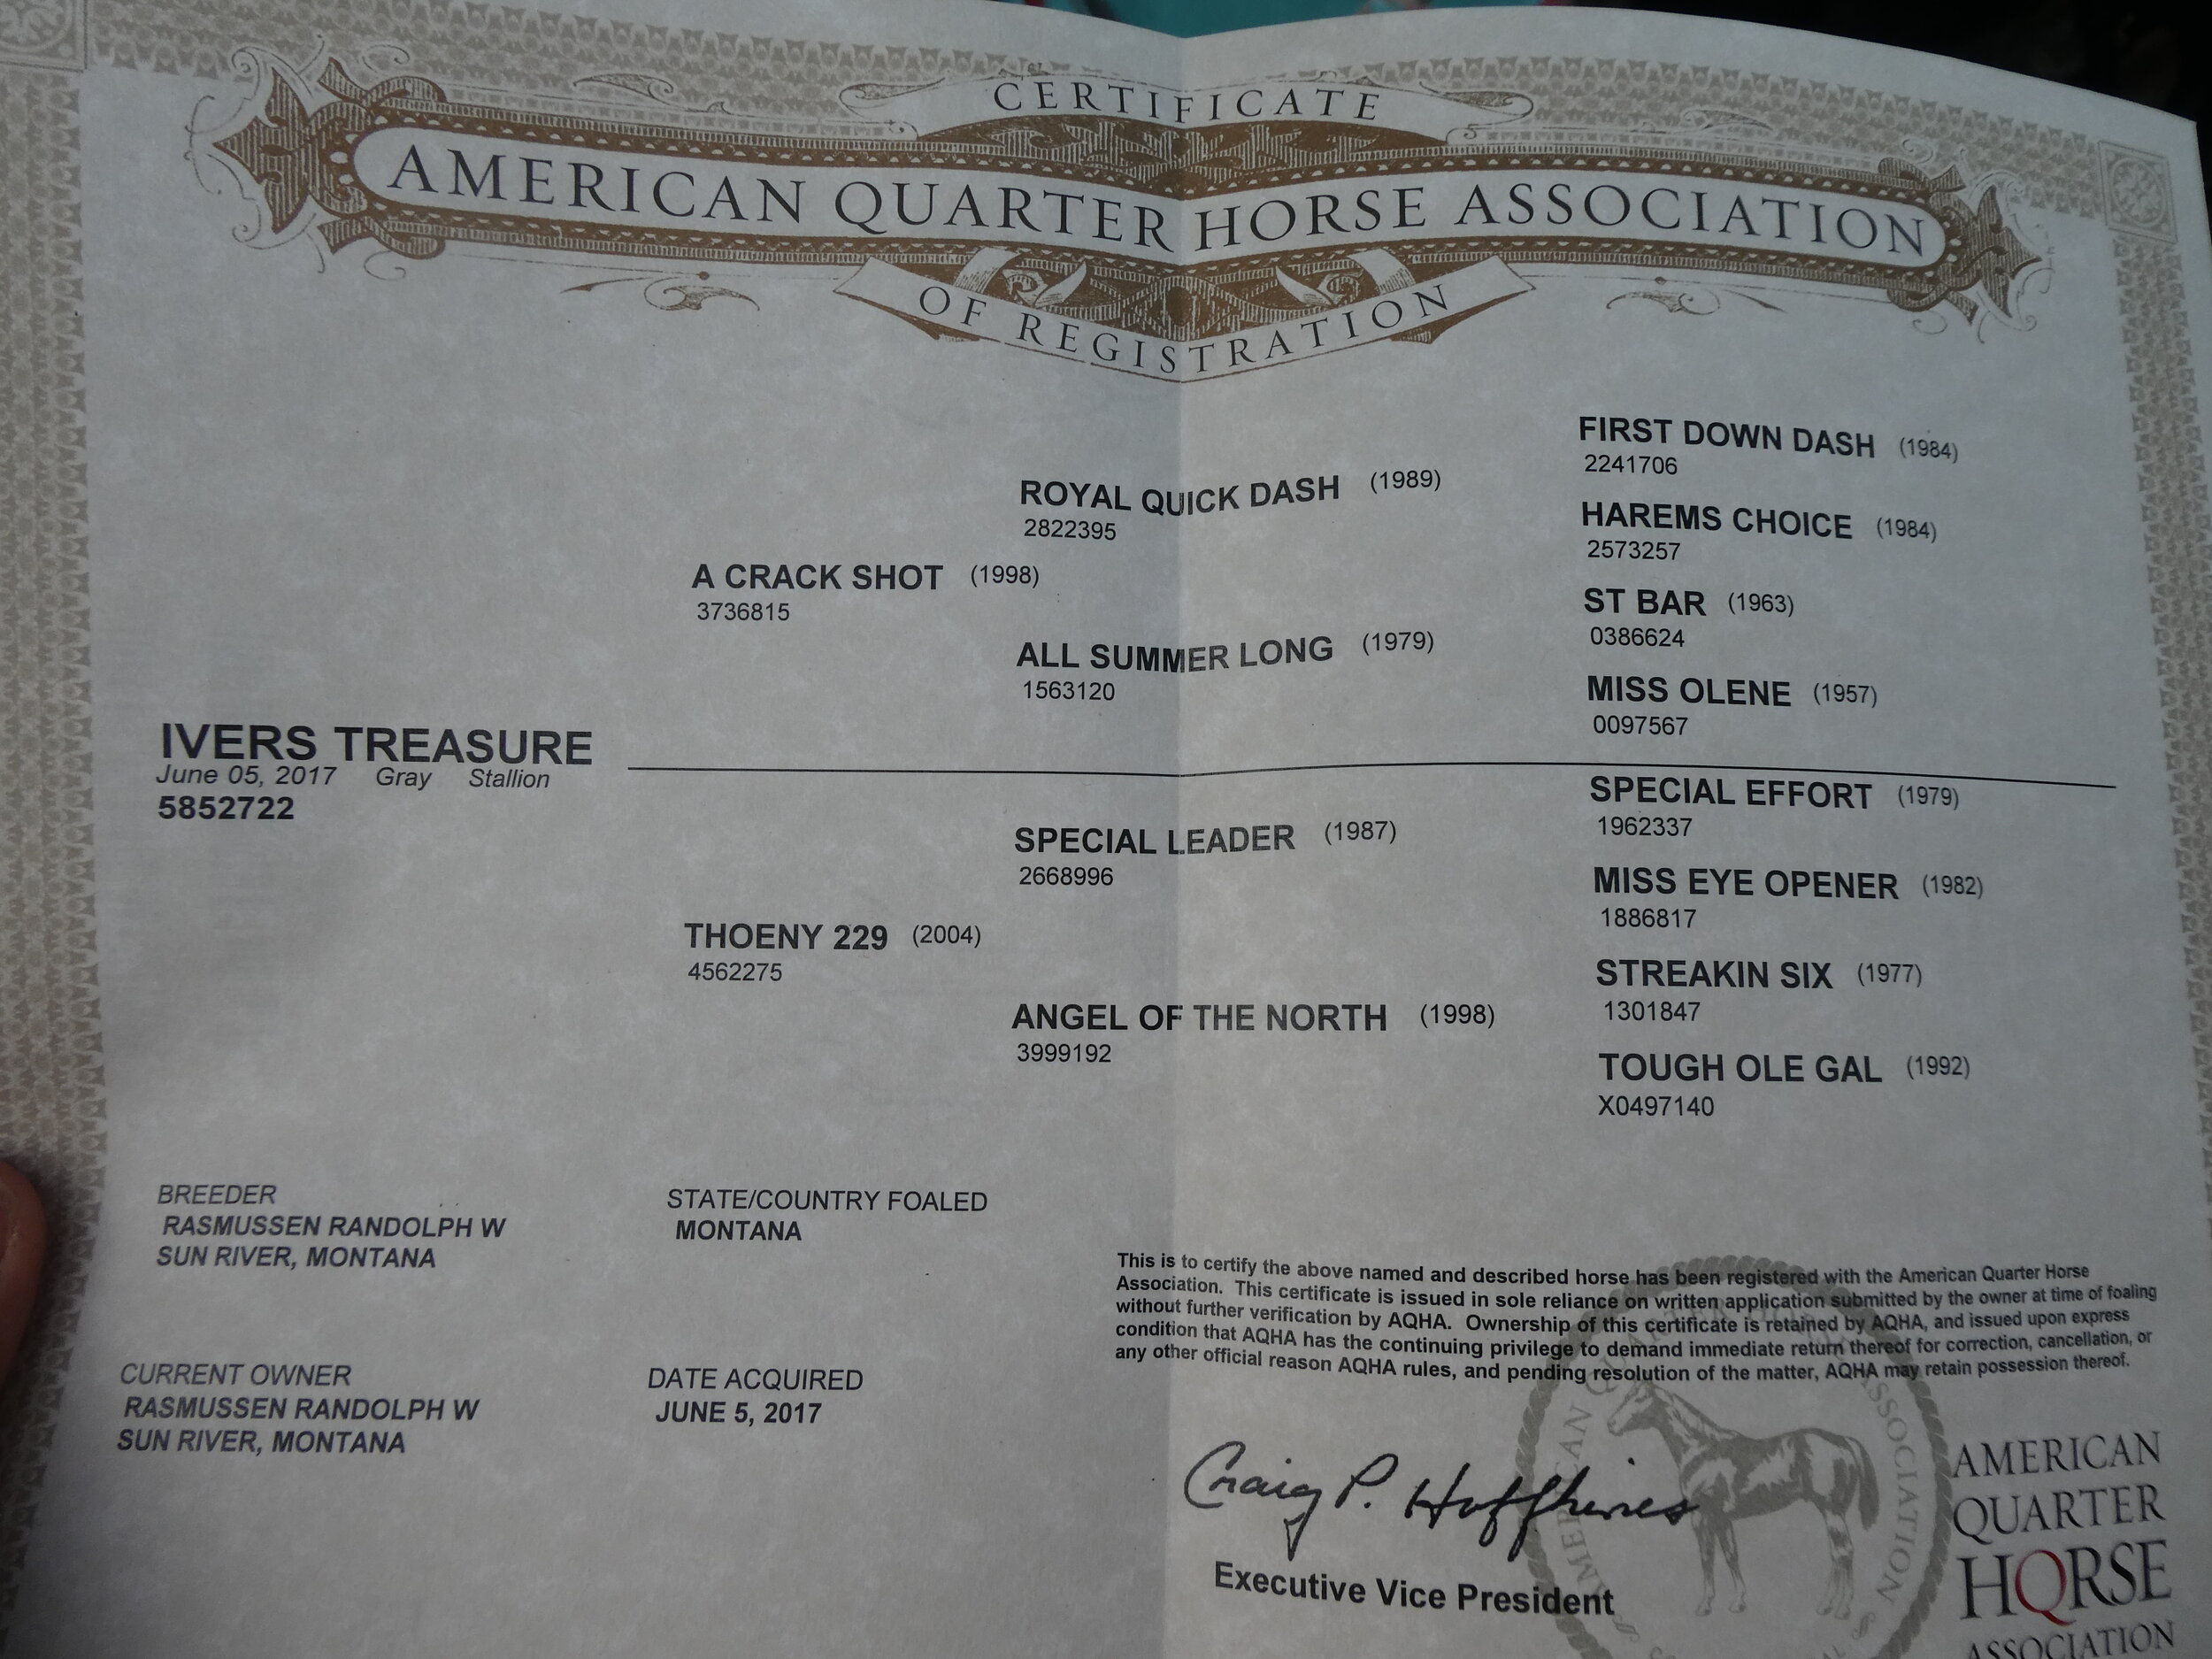 CERTIFICATE
AMERICAN QUARTER HORSE ASSOCIATION
OF REGISTRATION
FIRST DOWN DASH (1984)
2241706
ROYAL QUICK DASH (1989)
2822395
HAREMS CHOICE (1984)
2573257
A CRACK SHOT (1998)
3736815
ST BAR (1963)
0386624
ALL SUMMER LONG (1979)
1563120
MISS OLENE (1957)
0097567
IVERS TREASURE
June 05, 2017 Gray Stallion
5852722
SPECIAL EFFORT (1979)
1962337
SPECIAL LEADER (1987)
2668996
MISS EYE OPENER (1982)
1886817
THOENY 229 (2004)
4562275
STREAKIN SIX (1977)
1301847
ANGEL OF THE NORTH (1998)
3999192
TOUGH OLE GAL (1992)
X0497140
BREEDER
RASMUSSEN RANDOLPH W
SUN RIVER, MONTANA
STATE/COUNTRY FOALED
MONTANA
CURRENT OWNER
RASMUSSEN RANDOLPH W
SUN RIVER, MONTANA
DATE ACQUIRED
JUNE 5, 2017
This is to certify the above named and described horse has been registered with the American Quarter Horse
Association. This certificate is issued in sole reliance on written application submitted by the owner at time of foaling
without further verification by AQHA. Ownership of this certificate is retained by AQHA, and issued upon express
condition that AQHA has the continuing privilege to demand immediate return thereof for correction, cancellation, or
any other official reason AQHA rules, and pending resolution of the matter, AQHA may retain possession thereof.
Craig P. Huffhines
Executive Vice President
AMERICAN
QUARTER
HORSE
ASSOCIATION